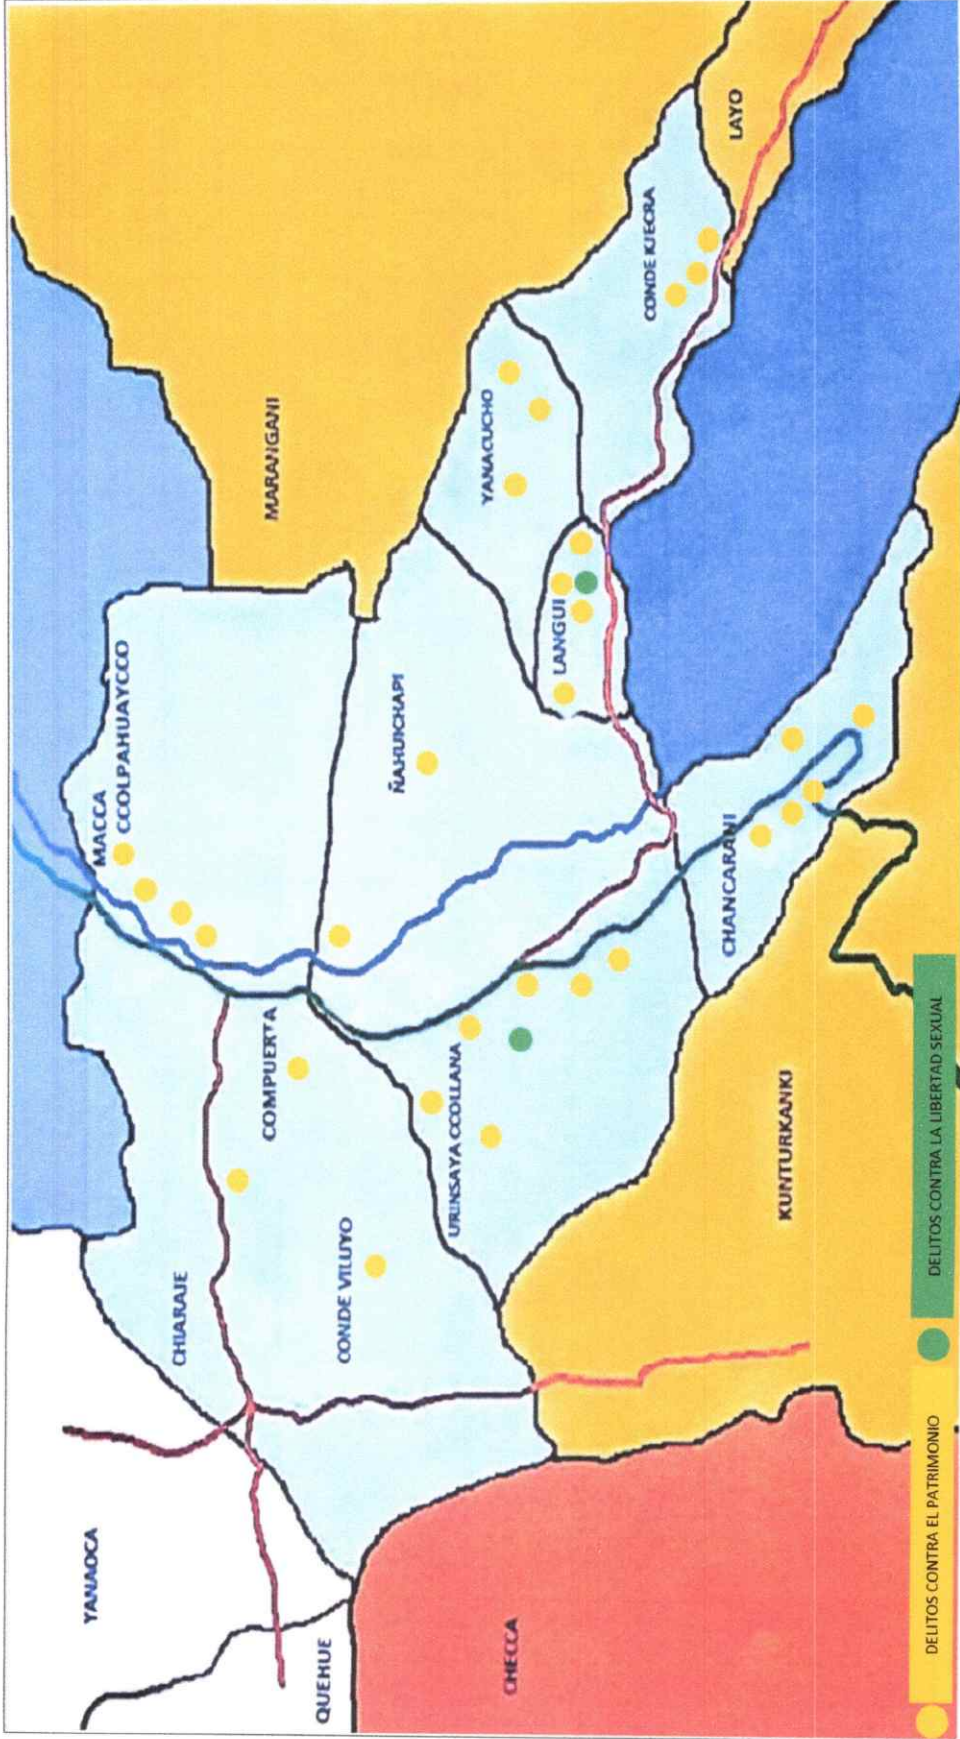 YANAOCA
QUEHUE
CHECCA
CHIARAJE
CONDE VILUYO
COMPUERTA
URINSAYA CCOLLANA
KUNTURKANKI
MACCA
CCOLPAHUAYCCO
ÑAHUICHAPI
CHANCARANI
LANGUI
YANACUCHO
MARANGANI
CONDE KJECRA
LAYO
DELITOS CONTRA EL PATRIMONIO
DELITOS CONTRA LA LIBERTAD SEXUAL